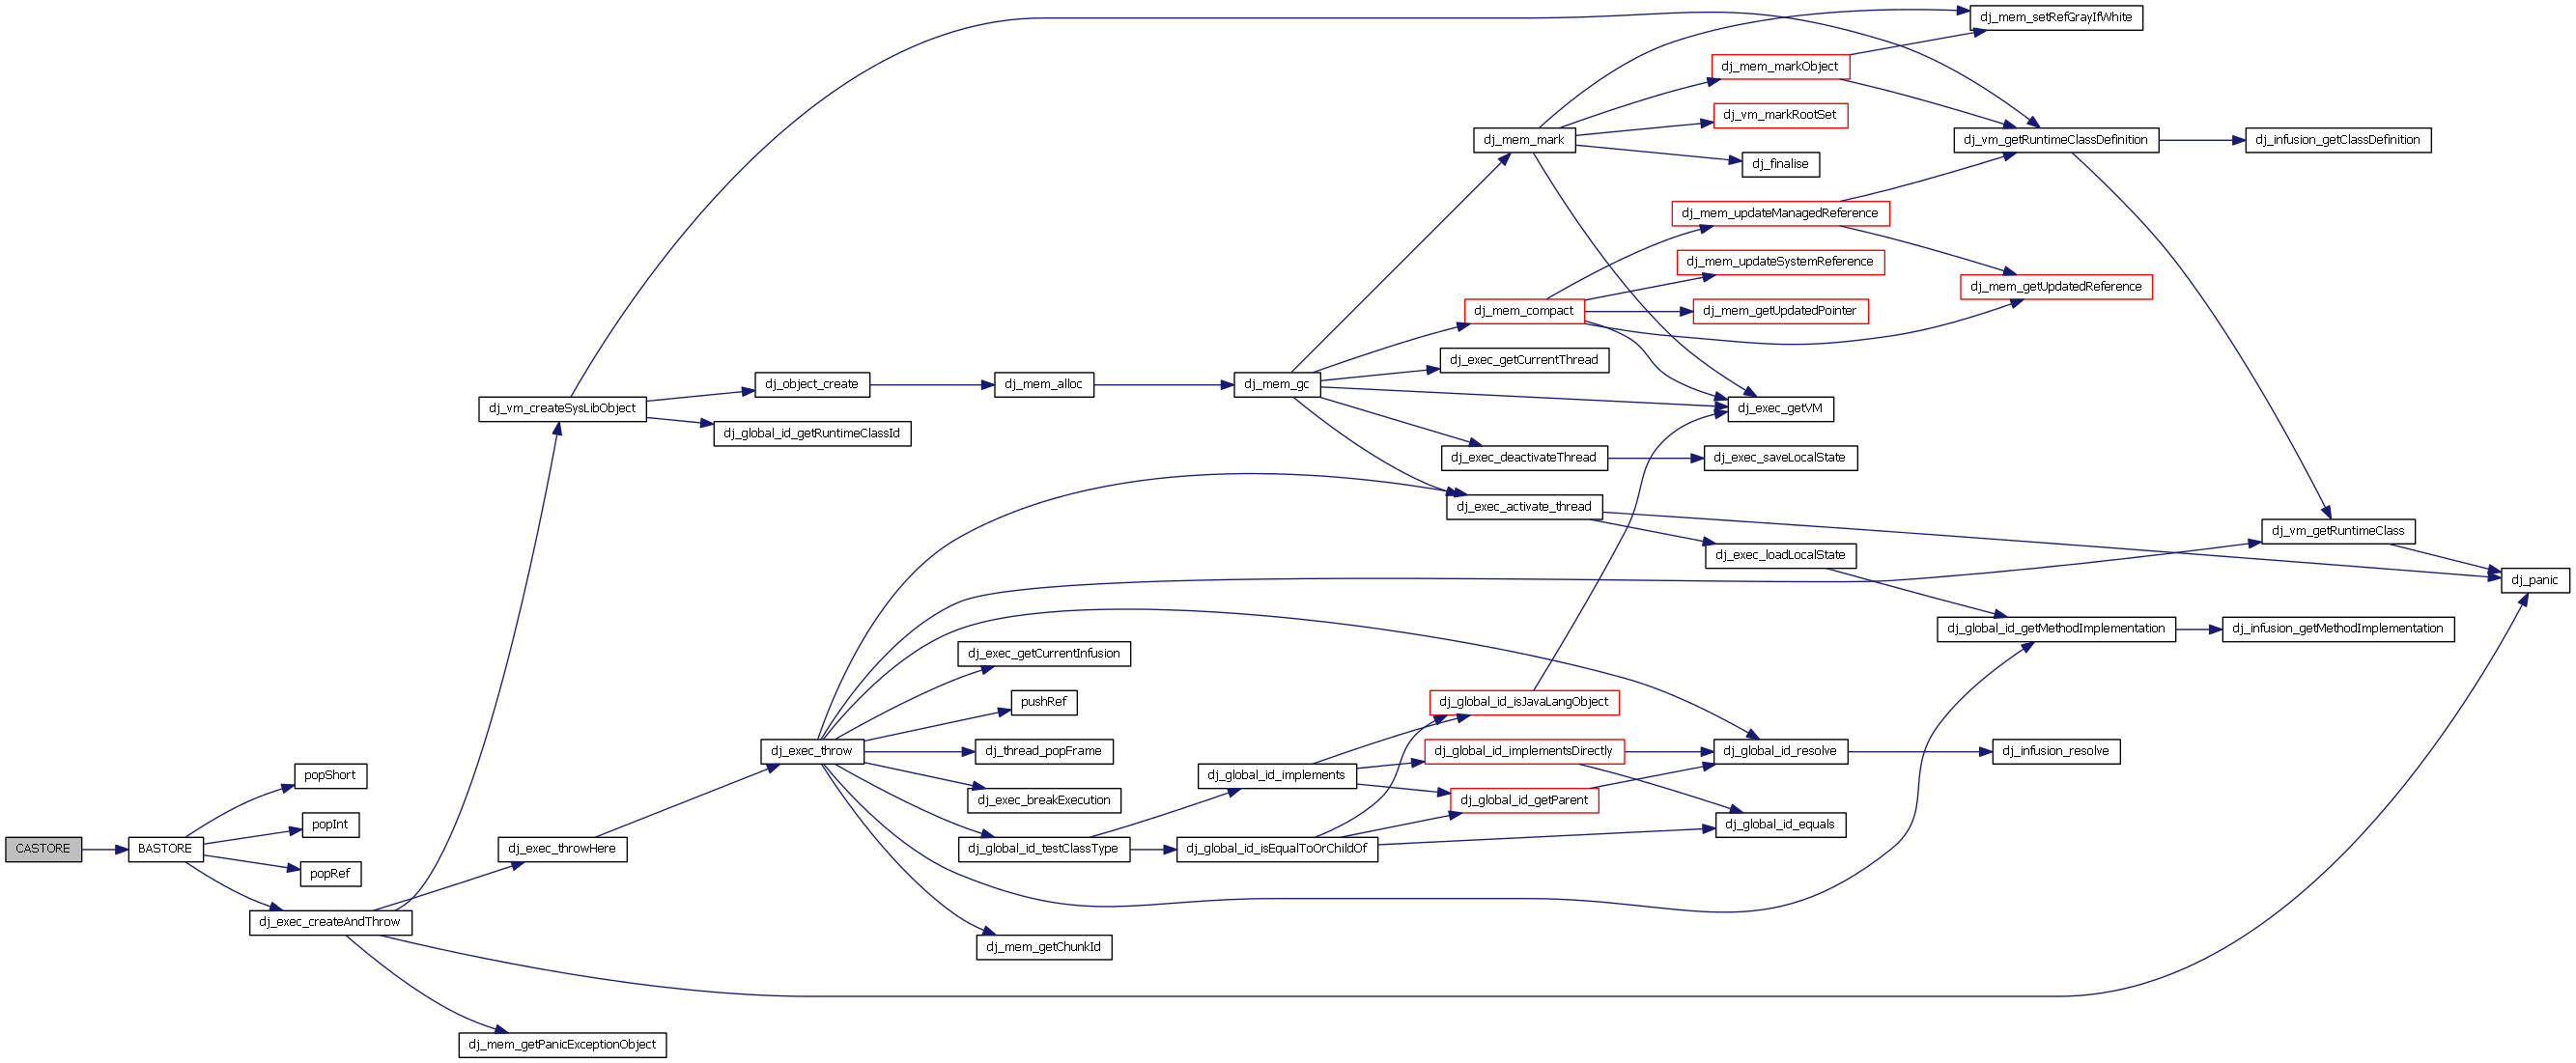 dj_mem_setRefGrayIfWhite
dj_mem_markObject
dj_vm_markRootSet
dj_mem_mark
dj_vm_getRuntimeClassDefinition
dj_infusion_getClassDefinition
dj_finalise
dj_mem_updateManagedReference
dj_mem_updateSystemReference
dj_mem_getUpdatedReference
dj_mem_compact
dj_mem_getUpdatedPointer
dj_exec_getCurrentThread
dj_object_create
dj_mem_alloc
dj_mem_gc
dj_vm_createSysLibObject
dj_exec_getVM
dj_global_id_getRuntimeClassId
dj_exec_deactivateThread
dj_exec_saveLocalState
dj_exec_activate_thread
dj_vm_getRuntimeClass
dj_exec_loadLocalState
dj_panic
dj_global_id_getMethodImplementation
dj_infusion_getMethodImplementation
dj_exec_getCurrentInfusion
pushRef
dj_global_id_isJavaLangObject
dj_exec_throw
dj_thread_popFrame
dj_global_id_implementsDirectly
dj_global_id_resolve
dj_infusion_resolve
popShort
dj_global_id_implements
dj_exec_breakExecution
dj_global_id_getParent
popInt
dj_global_id_equals
CASTORE
BASTORE
dj_exec_throwHere
dj_global_id_testClassType
dj_global_id_isEqualToOrChildOf
popRef
dj_exec_createAndThrow
dj_mem_getChunkId
dj_mem_getPanicExceptionObject